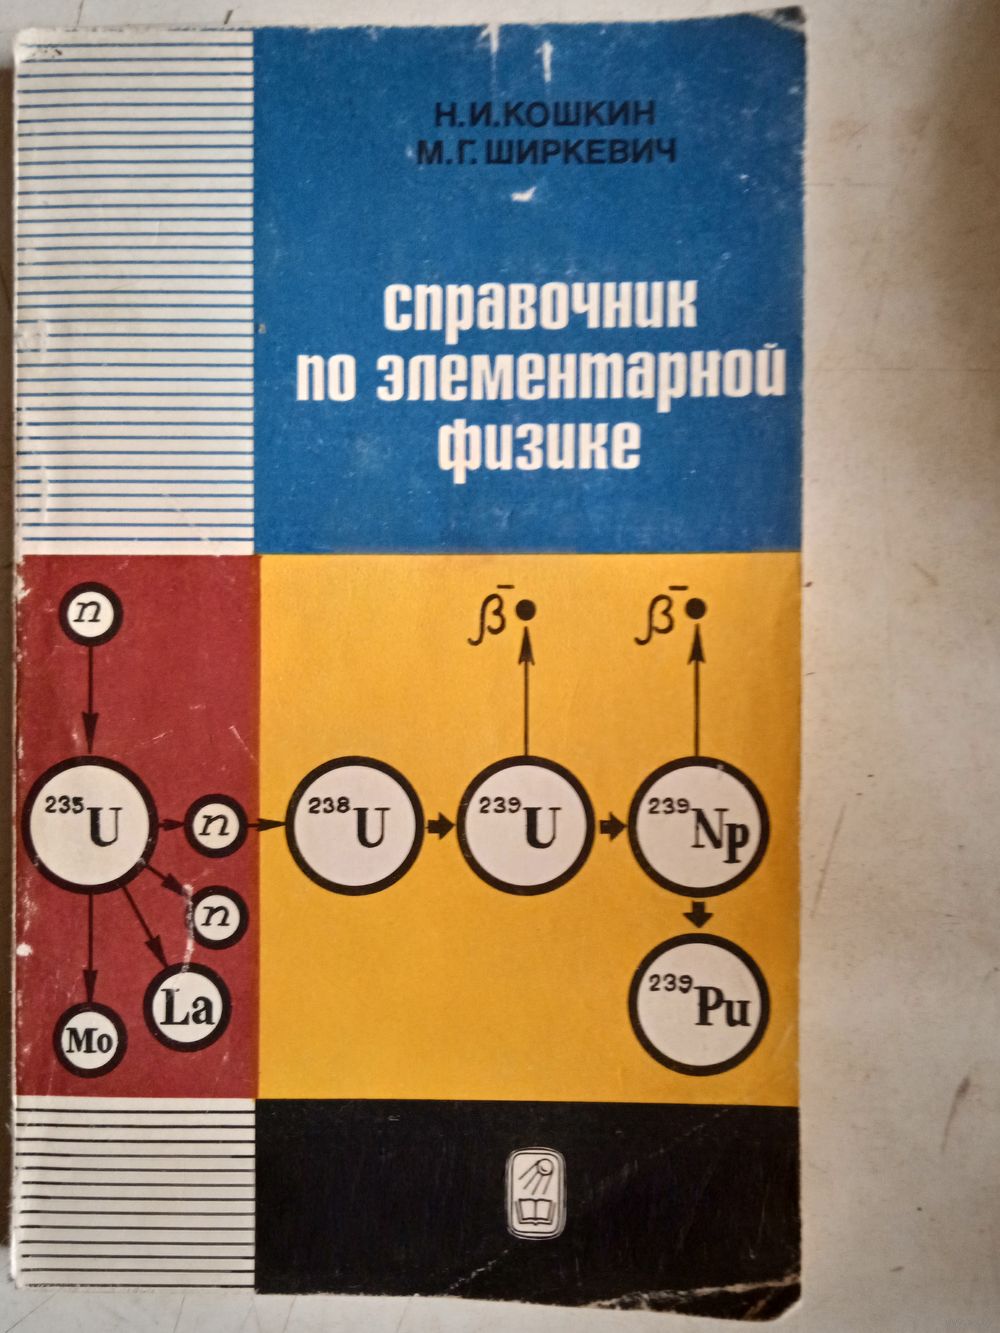 Н.И.КОШКИН
М.Г.ШИРКЕВИЧ
справочник
по элементарной
физике
n
β⁻
β⁻
²³⁵U
n
²³⁸U
²³⁹U
²³⁹Np
n
La
Mo
²³⁹Pu